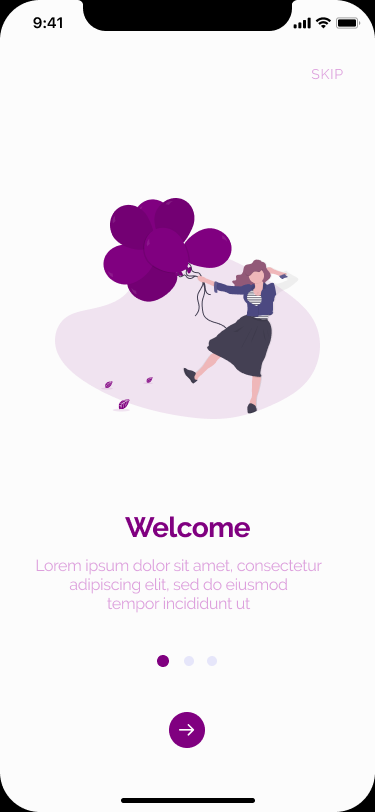 9:41
SKIP
Welcome
Lorem ipsum dolor sit amet, consectetur
adipiscing elit, sed do eiusmod
tempor incididunt ut